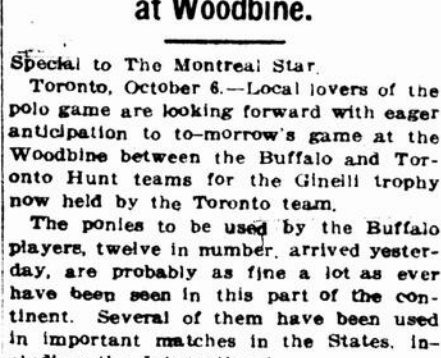 at Woodbine.
Special to The Montreal Star.
Toronto, October 6.—Local lovers of the
polo game are looking forward with eager
anticipation to to-morrow's game at the
Woodbine between the Buffalo and Tor-
onto Hunt teams for the Ginelli trophy
now held by the Toronto team.
The ponies to be used by the Buffalo
players, twelve in number, arrived yester-
day, are probably as fine a lot as ever
have been seen in this part of the con-
tinent. Several of them have been used
in important matches in the States, in-